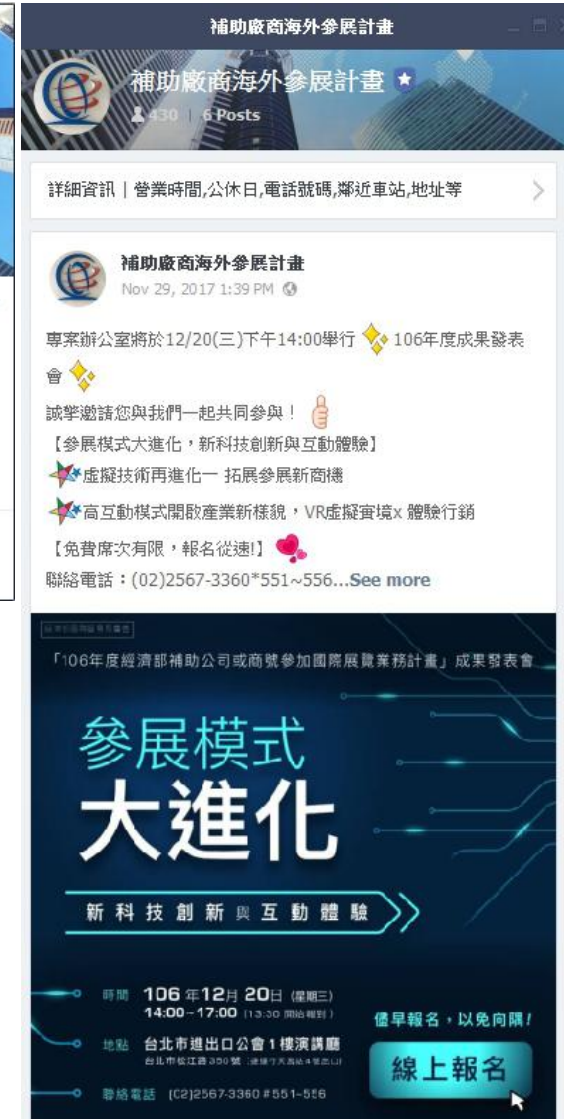 補助廠商海外參展計畫
補助廠商海外參展計畫
430 | 6 Posts
詳細資訊 | 營業時間,公休日,電話號碼,鄰近車站,地址等
補助廠商海外參展計畫
Nov 29, 2017 1:39 PM
專案辦公室將於12/20(三)下午14:00舉行 106年度成果發表
會
誠摯邀請您與我們一起共同參與!
【參展模式大進化,新科技創新與互動體驗】
虛擬技術再進化— 拓展參展新商機
高互動模式開啟產業新樣貌,VR虛擬實境x 體驗行銷
【免費席次有限,報名從速!】
聯絡電話:(02)2567-3360*551~556...See more
「106年度經濟部補助公司或商號參加國際展覽業務計畫」成果發表會
參展模式
大進化
新科技創新與互動體驗
時間 106年12月20日 (星期三)
14:00-17:00 (13:30 開始報到)
地點 台北市進出口公會1樓演講廳
台北市松江路350號
聯絡電話 (02)2567-3360#551~556
儘早報名,以免向隅!
線上報名